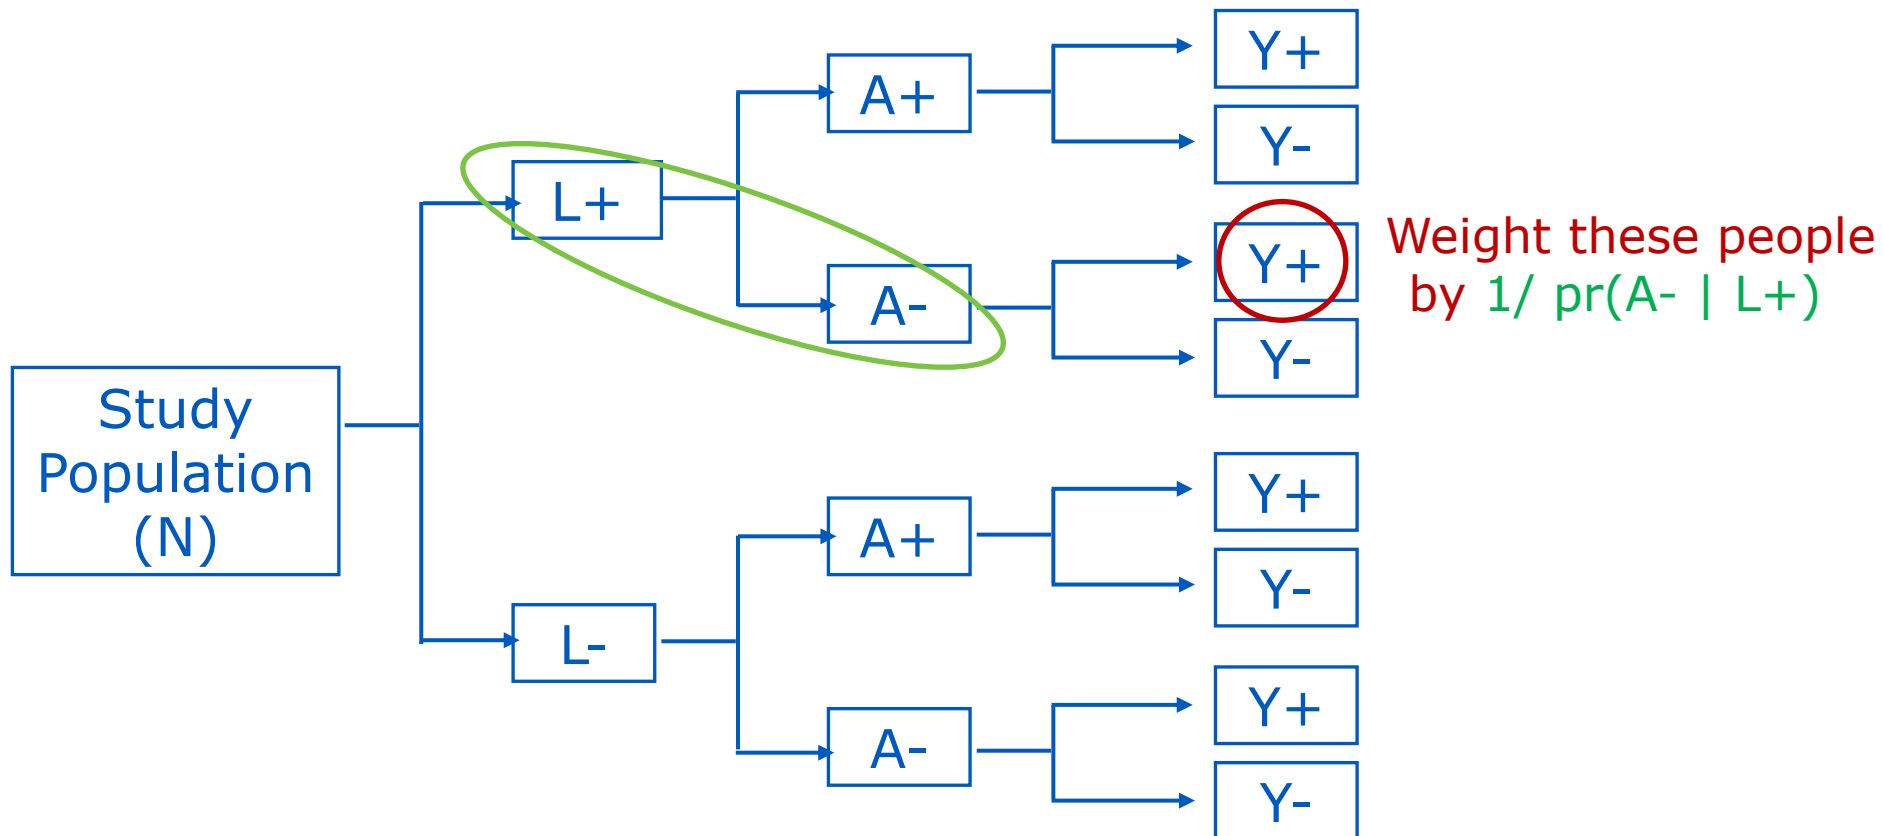 Y+
A+
Y-
L+
Y+
Weight these people
by 1/ pr(A- | L+)
A-
Y-
Study
Population
(N)
Y+
A+
Y-
L-
Y+
A-
Y-